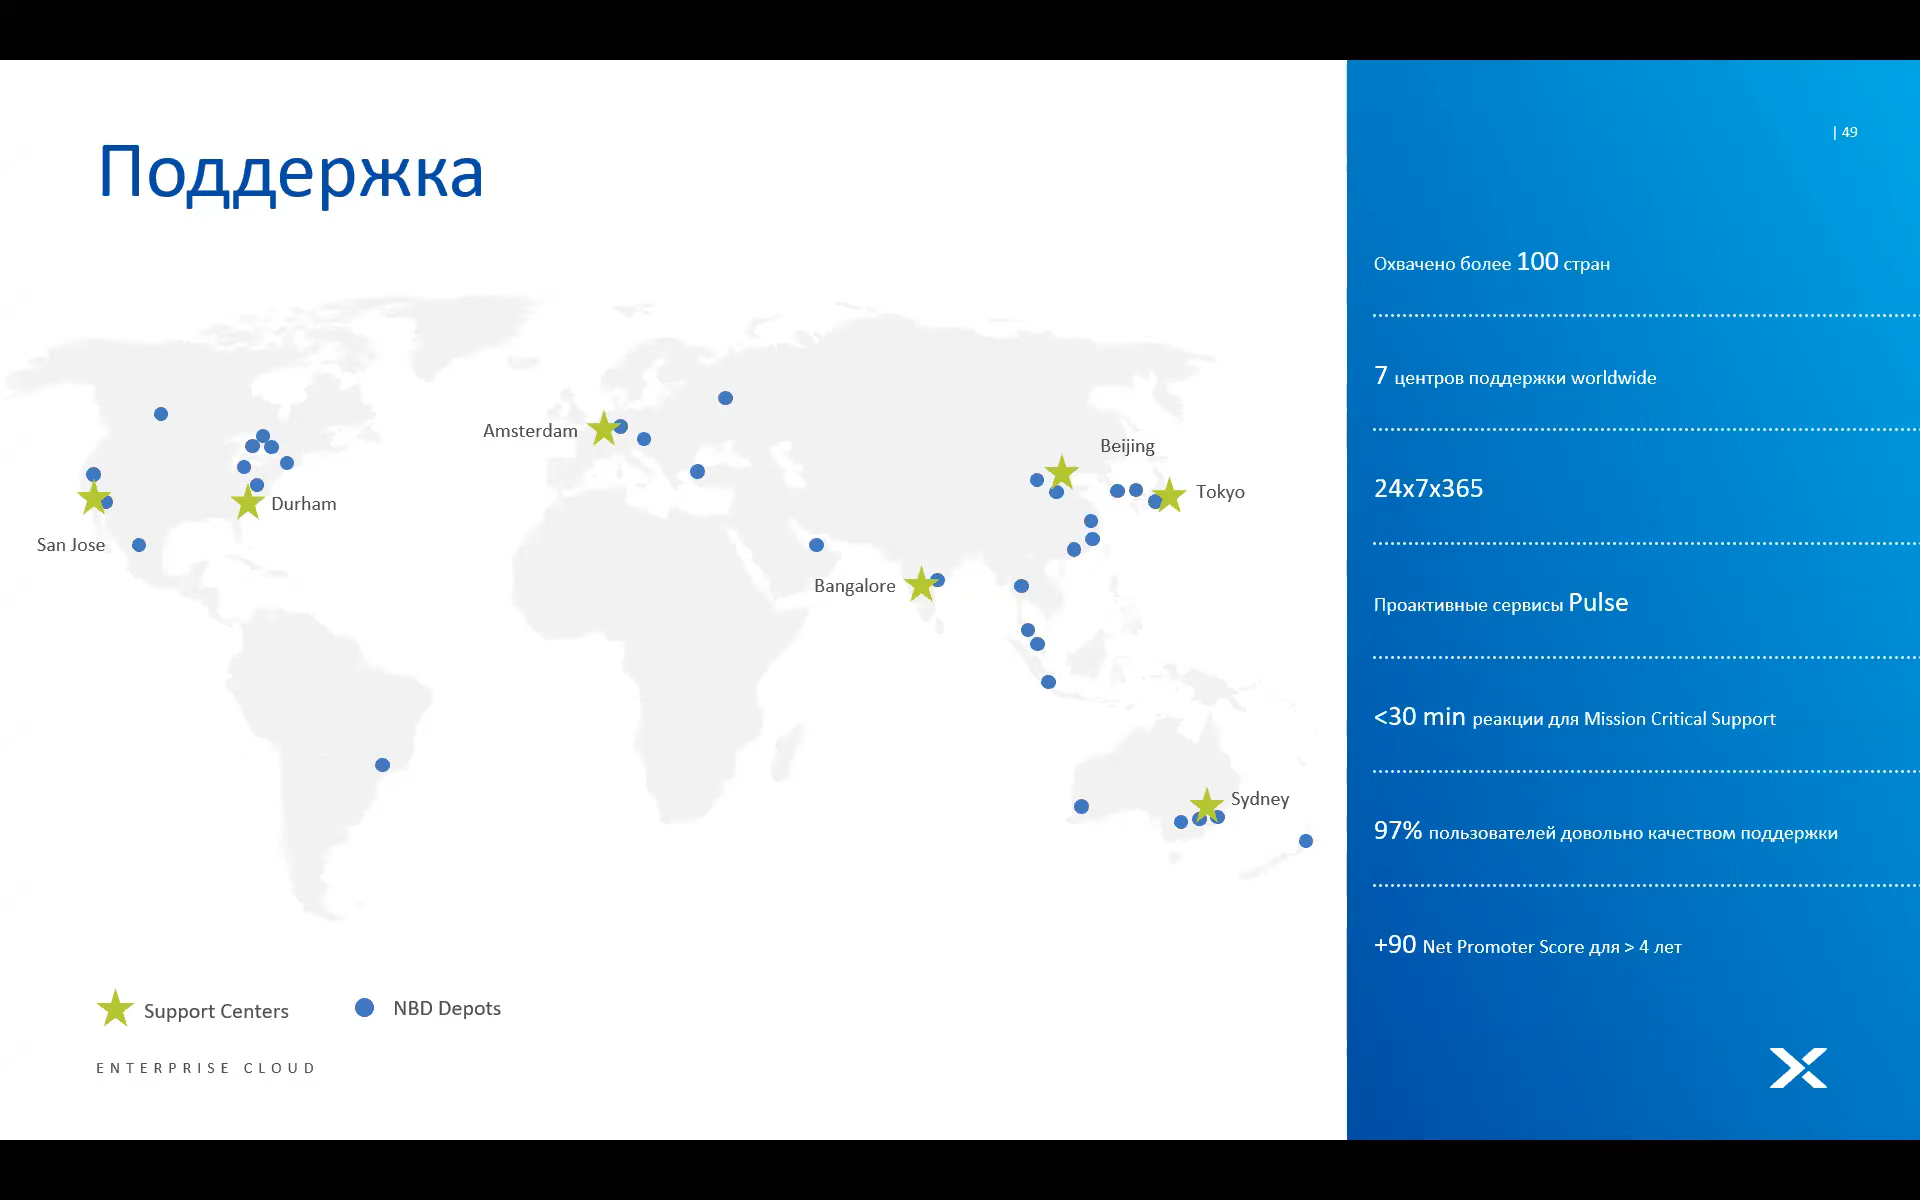 Поддержка
Amsterdam
Beijing
Tokyo
Durham
San Jose
Bangalore
Sydney
Support Centers
NBD Depots
ENTERPRISE CLOUD
| 49
Охвачено более 100 стран
7 центров поддержки worldwide
24x7x365
Проактивные сервисы Pulse
<30 min реакции для Mission Critical Support
97% пользователей довольно качеством поддержки
+90 Net Promoter Score для > 4 лет